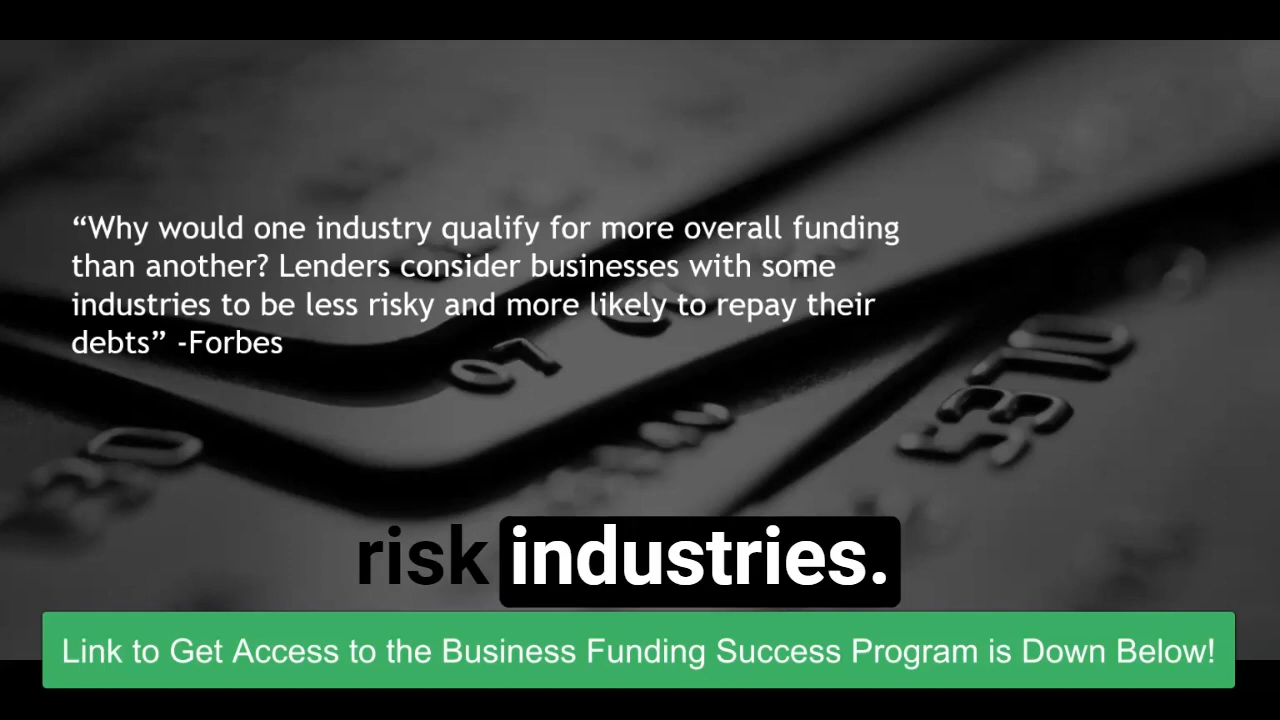 “Why would one industry qualify for more overall funding
than another? Lenders consider businesses with some
industries to be less risky and more likely to repay their
debts” -Forbes
risk industries.
Link to Get Access to the Business Funding Success Program is Down Below!